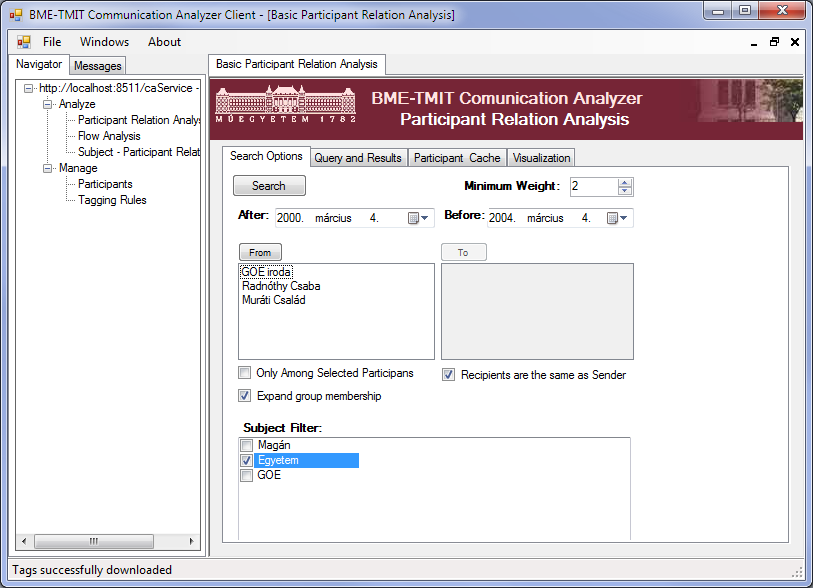 BME-TMIT Communication Analyzer Client - [Basic Participant Relation Analysis]
File Windows About
Navigator Messages
http://localhost:8511/caService -
Analyze
Participant Relation Analys
Flow Analysis
Subject - Participant Relat
Manage
Participants
Tagging Rules
Basic Participant Relation Analysis
MŰEGYETEM 1782
BME-TMIT Comunication Analyzer
Participant Relation Analysis
Search Options Query and Results Participant Cache Visualization
Search Minimum Weight: 2
After: 2000. március 4. Before: 2004. március 4.
From To
GOE iroda
Radnóthy Csaba
Muráti Család
Only Among Selected Participans Recipients are the same as Sender
Expand group membership
Subject Filter:
Magán
Egyetem
GOE
Tags successfully downloaded